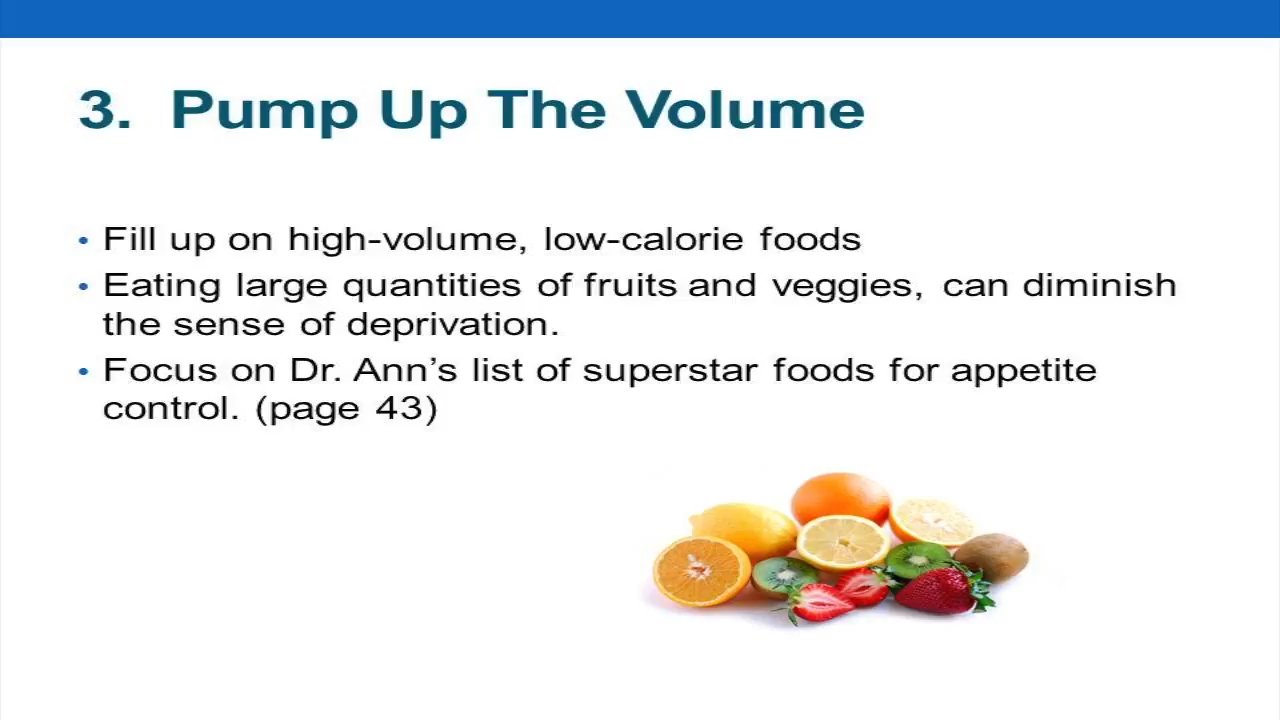 3. Pump Up The Volume
• Fill up on high-volume, low-calorie foods
• Eating large quantities of fruits and veggies, can diminish
the sense of deprivation.
• Focus on Dr. Ann’s list of superstar foods for appetite
control. (page 43)